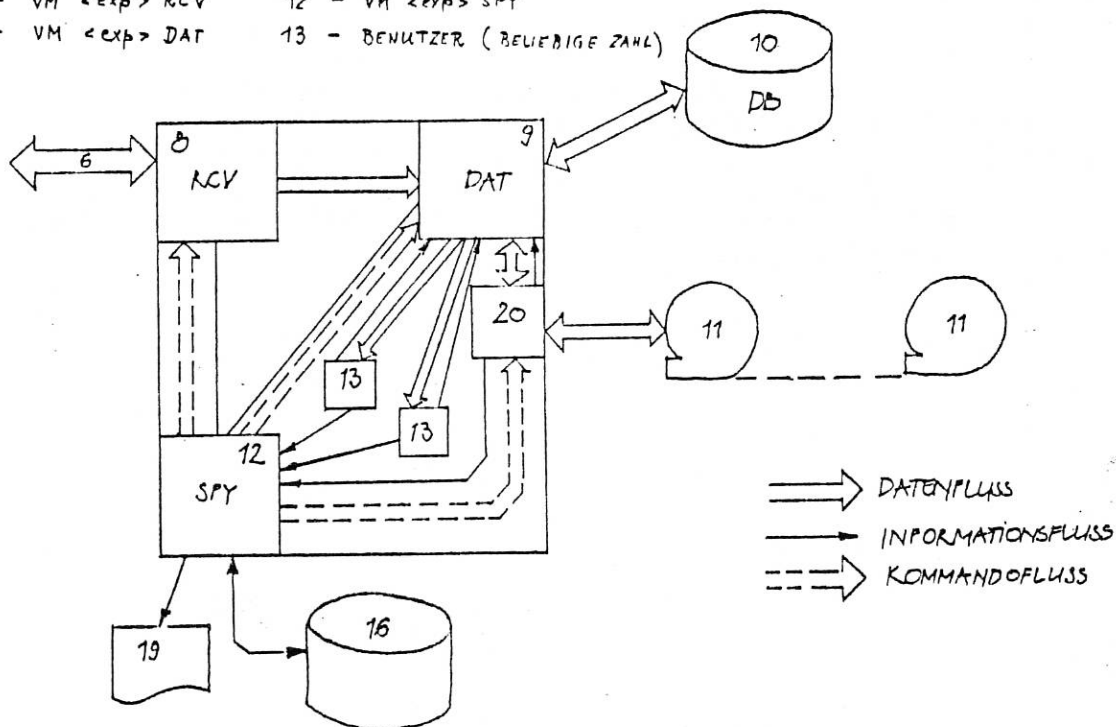 - VM <exp> RCV 12 - VM <exp> SPY
- VM <exp> DAT 13 - BENUTZER (BELIEBIGE ZAHL)
10
DB
8
9
6
RCV
DAT
20
11
11
13
13
12
SPY
DATENFLUSS
INFORMATIONSFLUSS
KOMMANDOFLUSS
19
16